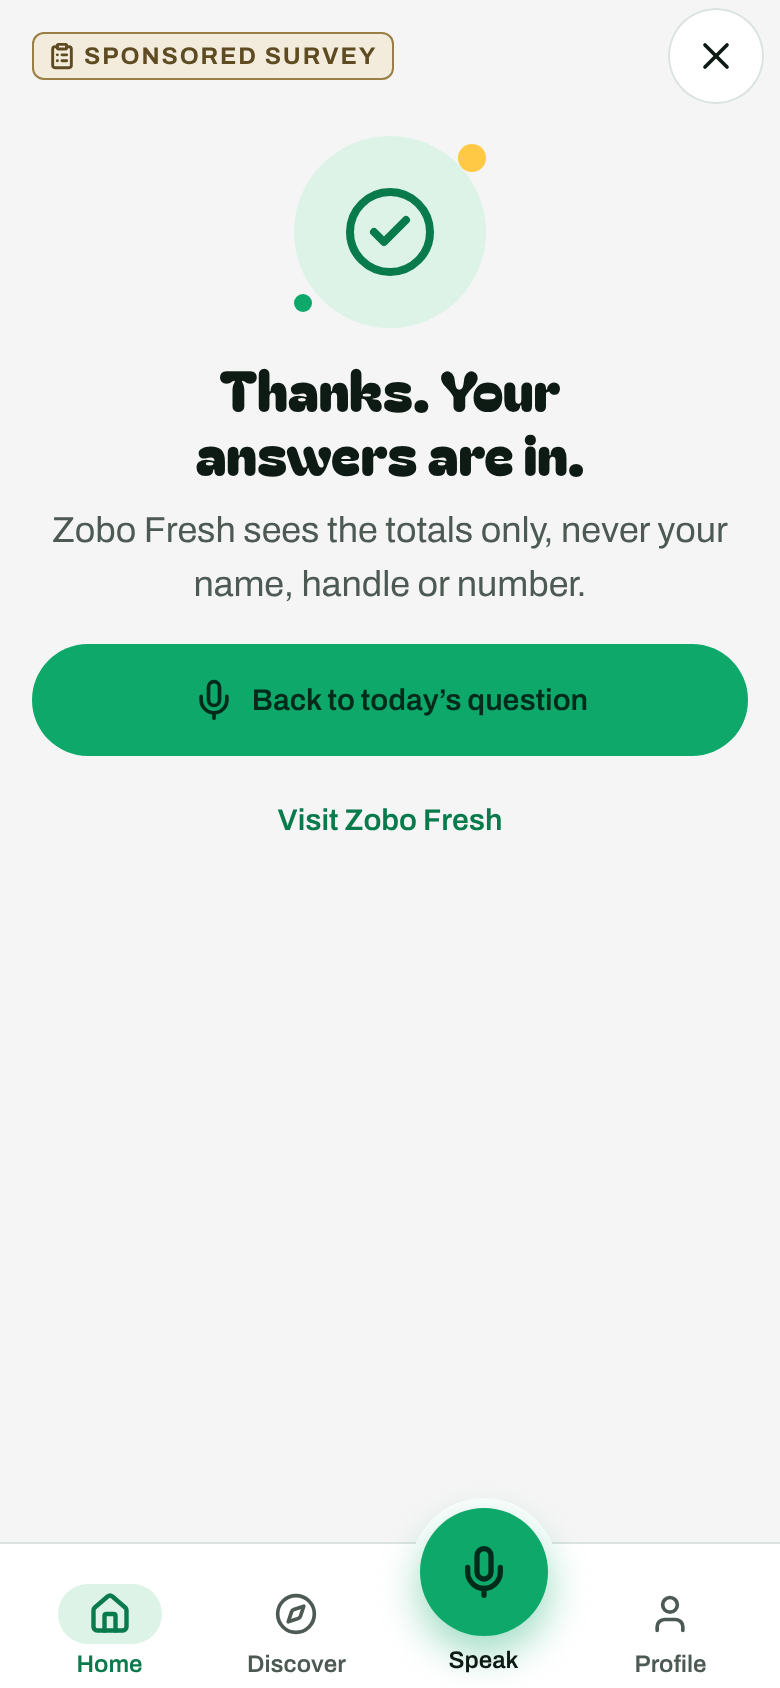 SPONSORED SURVEY
Thanks. Your
answers are in.
Zobo Fresh sees the totals only, never your
name, handle or number.
Back to today’s question
Visit Zobo Fresh
Home
Discover
Speak
Profile